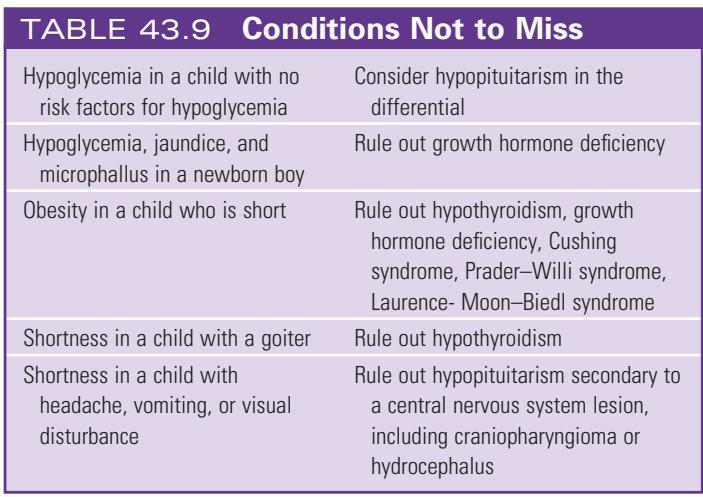 TABLE 43.9 Conditions Not to Miss
Hypoglycemia in a child with no
risk factors for hypoglycemia
Consider hypopituitarism in the
differential
Hypoglycemia, jaundice, and
microphallus in a newborn boy
Rule out growth hormone deficiency
Obesity in a child who is short
Rule out hypothyroidism, growth
hormone deficiency, Cushing
syndrome, Prader–Willi syndrome,
Laurence- Moon–Biedl syndrome
Shortness in a child with a goiter
Rule out hypothyroidism
Shortness in a child with
headache, vomiting, or visual
disturbance
Rule out hypopituitarism secondary to
a central nervous system lesion,
including craniopharyngioma or
hydrocephalus